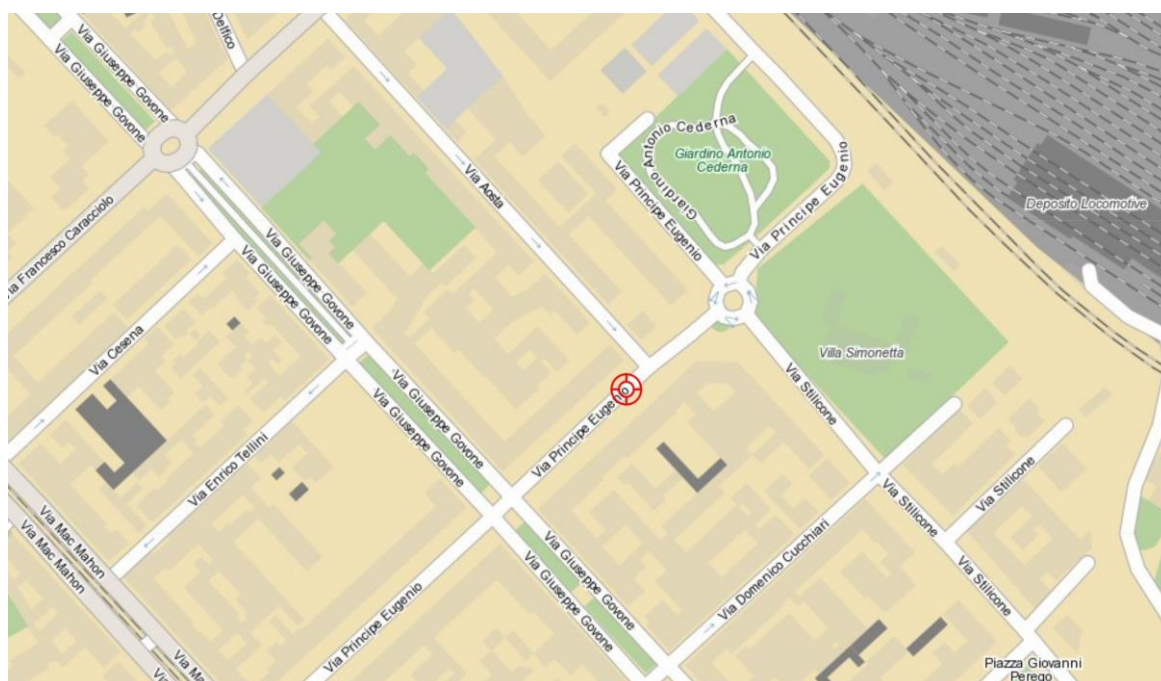 Delfico
Via Giuseppe Govone
Via Giuseppe Govone
Via Francesco Caracciolo
Via Aosta
Giardino Antonio Cederna
Via Principe Eugenio
Giardino Antonio
Cederna
Via Principe Eugenio
Deposito Locomotive
Via Giuseppe Govone
Via Giuseppe Govone
Via Cesena
Villa Simonetta
Via Giuseppe Govone
Via Giuseppe Govone
Via Principe Eugenio
Via Stilicone
Via Enrico Tellini
Via Stilicone
Via Stilicone
Via Mac Mahon
Via Mac Mahon
Via Giuseppe Govone
Via Giuseppe Govone
Via Domenico Cucchiari
Via Stilicone
Via Principe Eugenio
Via Ma
Piazza Giovanni
Perego